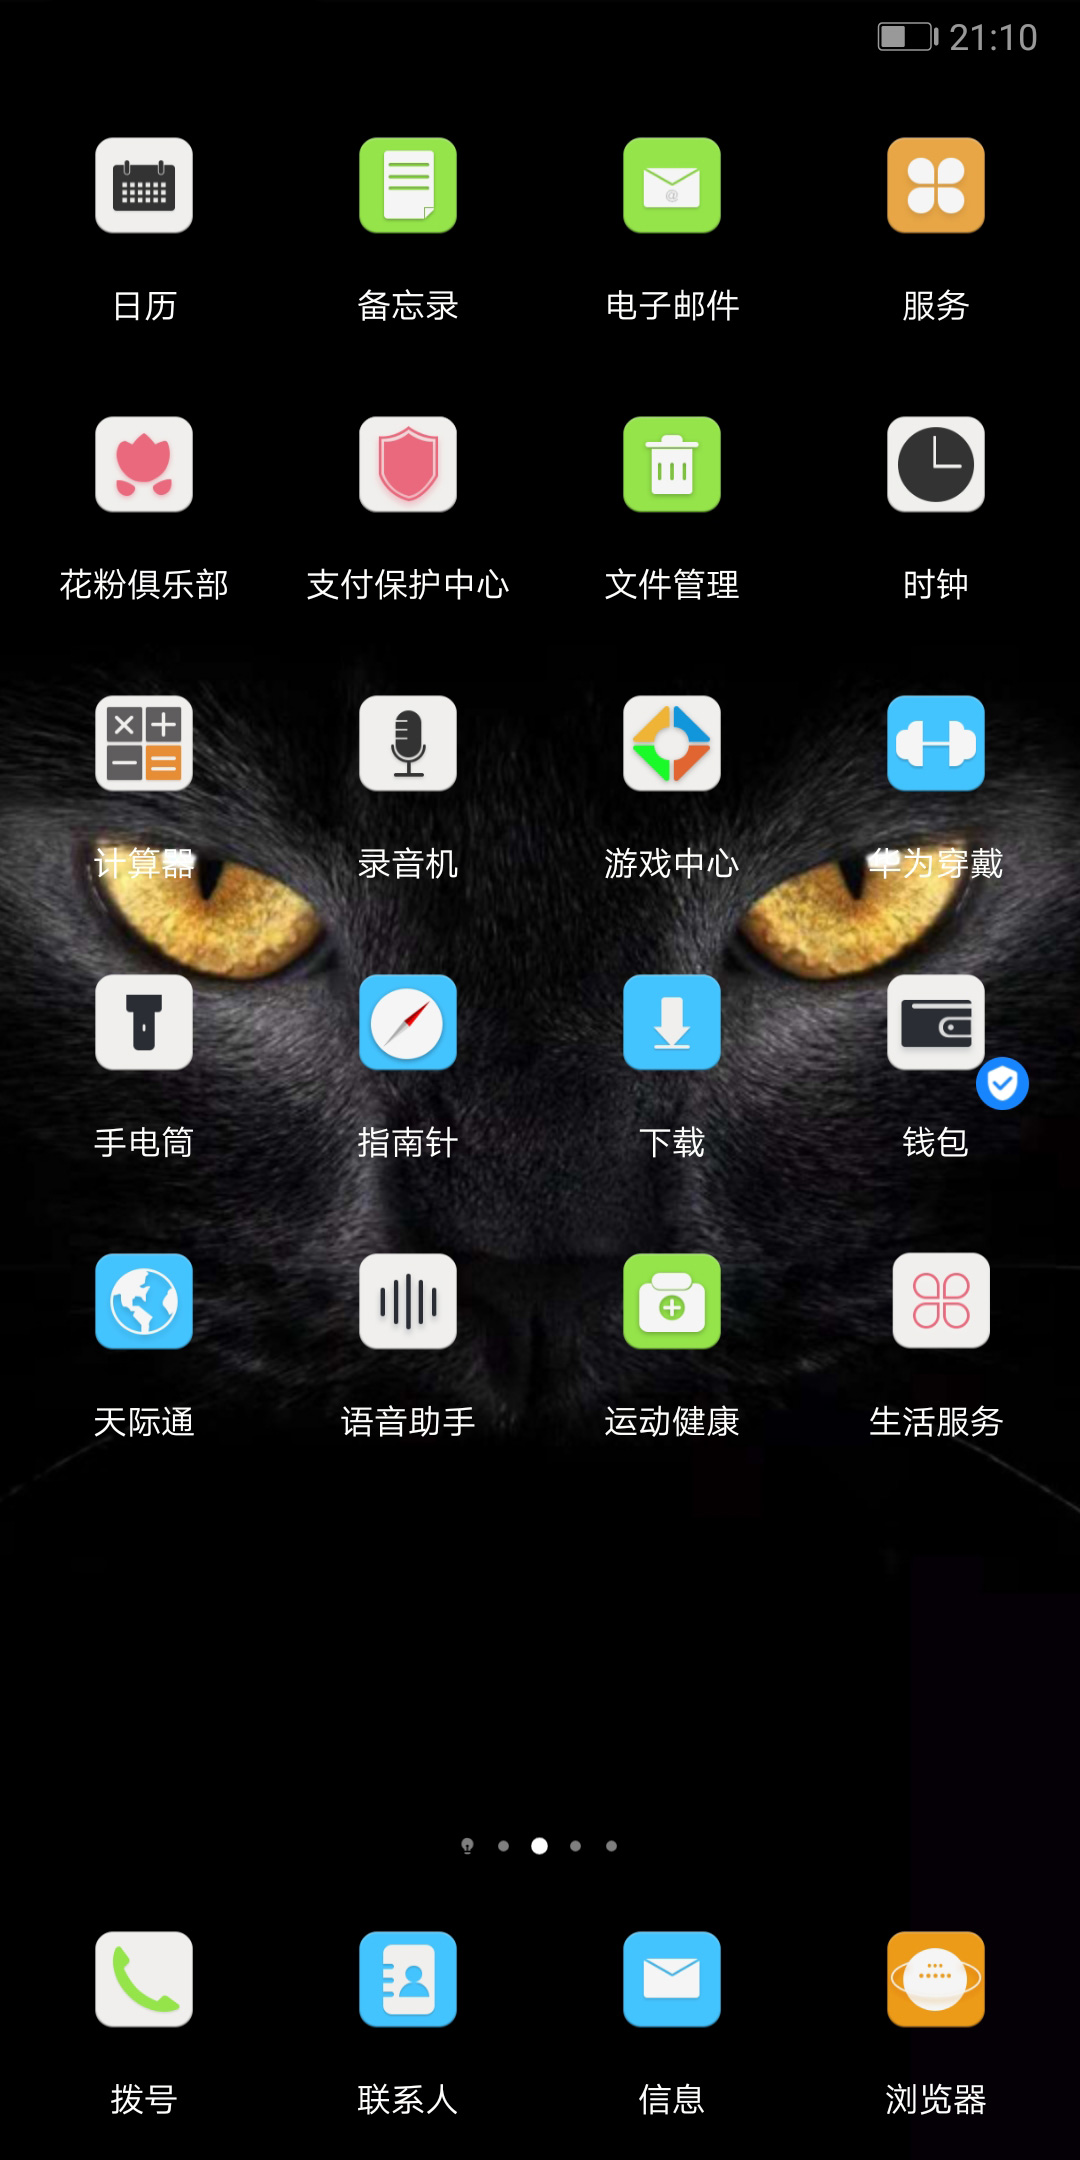 21:10
日历
备忘录
电子邮件
服务
花粉俱乐部
支付保护中心
文件管理
时钟
计算器
录音机
游戏中心
华为穿戴
手电筒
指南针
下载
钱包
天际通
语音助手
运动健康
生活服务
拨号
联系人
信息
浏览器